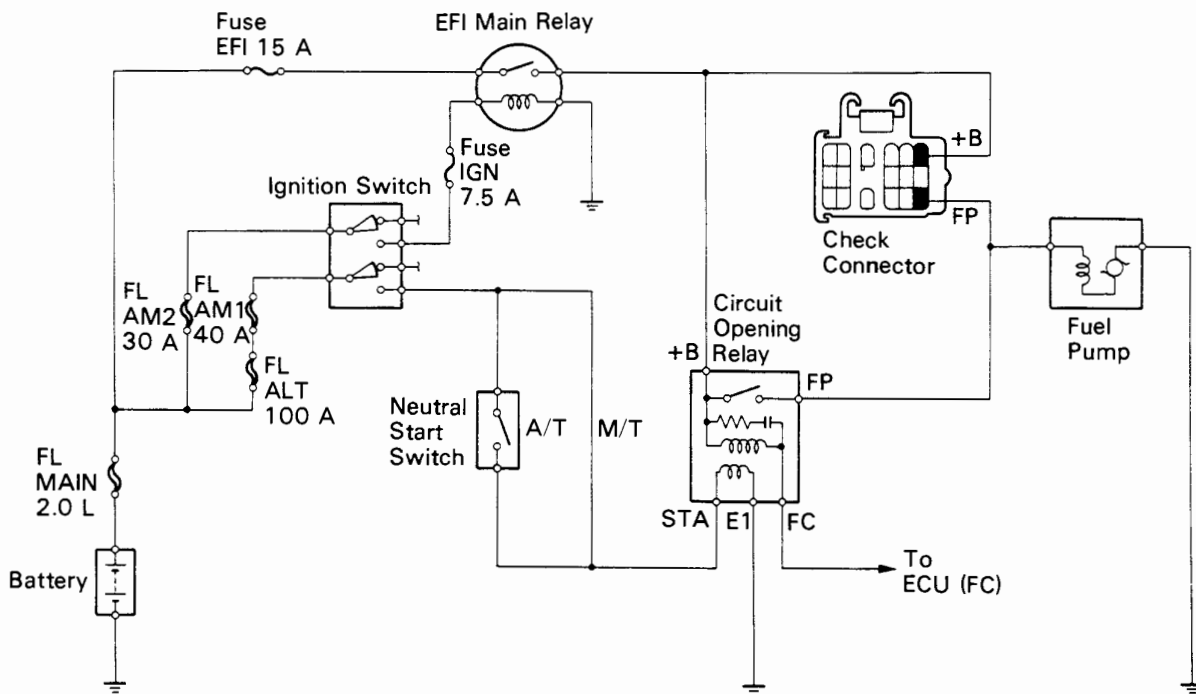 Fuse
EFI 15 A
EFI Main Relay
+B
Fuse
IGN
7.5 A
Ignition Switch
FP
Check
Connector
FL
AM2
30 A
FL
AM1
40 A
FL
ALT
100 A
Circuit
Opening
Relay
+B
FP
Fuel
Pump
Neutral
Start
Switch
A/T
M/T
FL
MAIN
2.0 L
STA
E1
FC
Battery
To
ECU (FC)